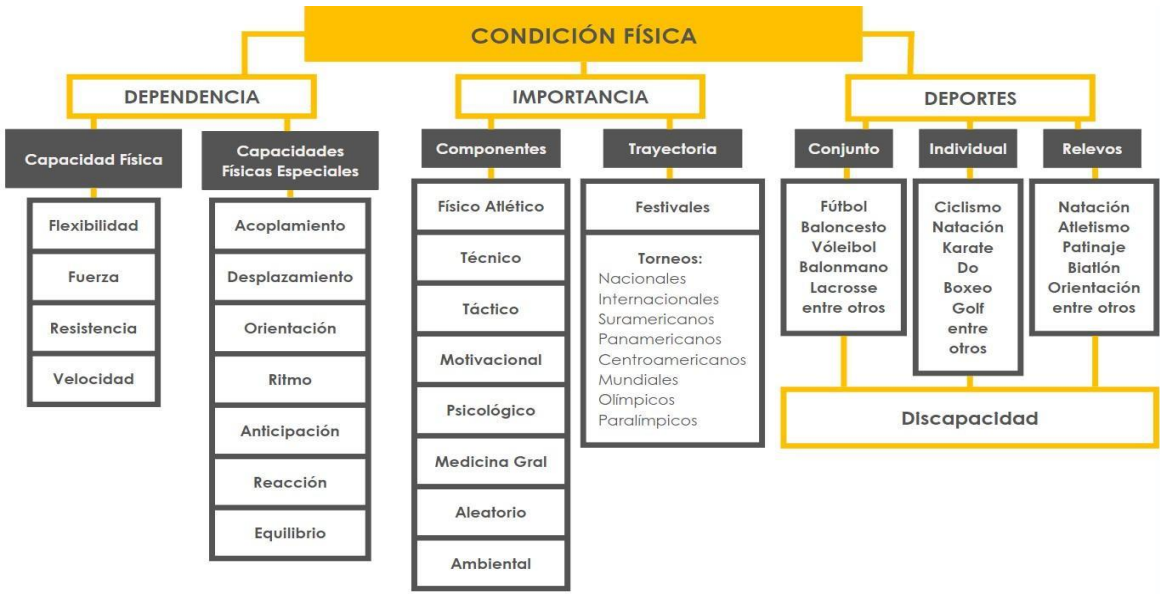 CONDICIÓN FÍSICA
DEPENDENCIA
Capacidad Física
Flexibilidad
Fuerza
Resistencia
Velocidad
Capacidades
Físicas Especiales
Acoplamiento
Desplazamiento
Orientación
Ritmo
Anticipación
Reacción
Equilibrio
IMPORTANCIA
Componentes
Físico Atlético
Técnico
Táctico
Motivacional
Psicológico
Medicina Gral
Aleatorio
Ambiental
Trayectoria
Festivales
Torneos:
Nacionales
Internacionales
Suramericanos
Panamericanos
Centroamericanos
Mundiales
Olímpicos
Paralímpicos
DEPORTES
Conjunto
Fútbol
Baloncesto
Vóleibol
Balonmano
Lacrosse
entre otros
Individual
Ciclismo
Natación
Karate
Do
Boxeo
Golf
entre
otros
Relevos
Natación
Atletismo
Patinaje
Biatlón
Orientación
entre otros
Discapacidad